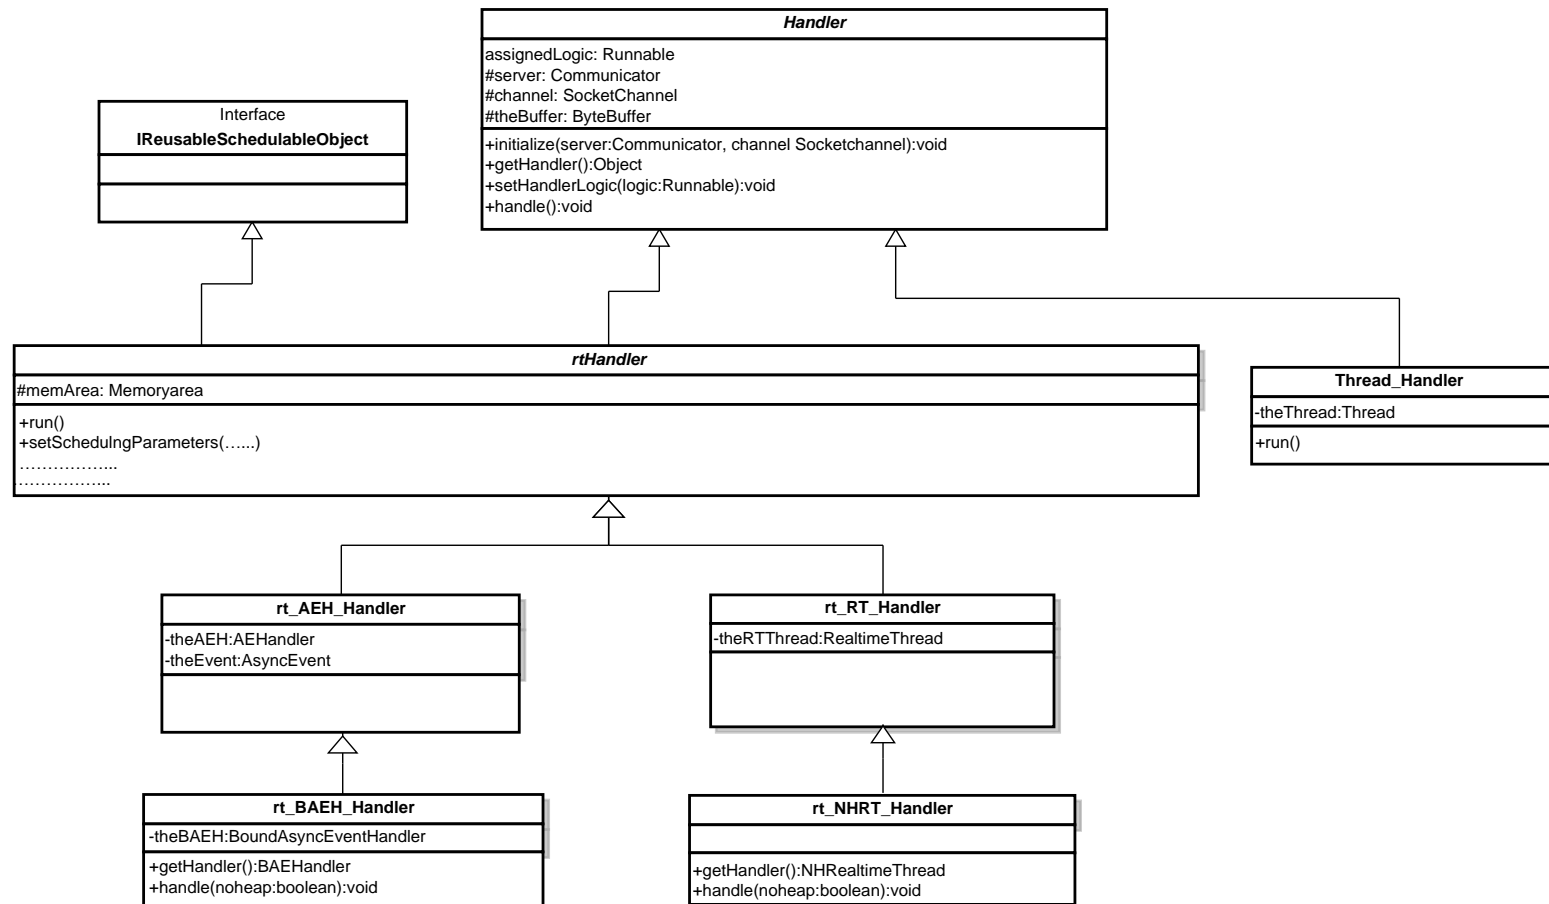 Handler
assignedLogic: Runnable
#server: Communicator
#channel: SocketChannel
#theBuffer: ByteBuffer
+initialize(server:Communicator, channel Socketchannel):void
+getHandler():Object
+setHandlerLogic(logic:Runnable):void
+handle():void
Interface
IReusableSchedulableObject
rtHandler
#memArea: Memoryarea
+run()
+setSchedulngParameters(…...)
……………...
……………...
Thread_Handler
-theThread:Thread
+run()
rt_AEH_Handler
-theAEH:AEHandler
-theEvent:AsyncEvent
rt_RT_Handler
-theRTThread:RealtimeThread
rt_BAEH_Handler
-theBAEH:BoundAsyncEventHandler
+getHandler():BAEHandler
+handle(noheap:boolean):void
rt_NHRT_Handler
+getHandler():NHRealtimeThread
+handle(noheap:boolean):void